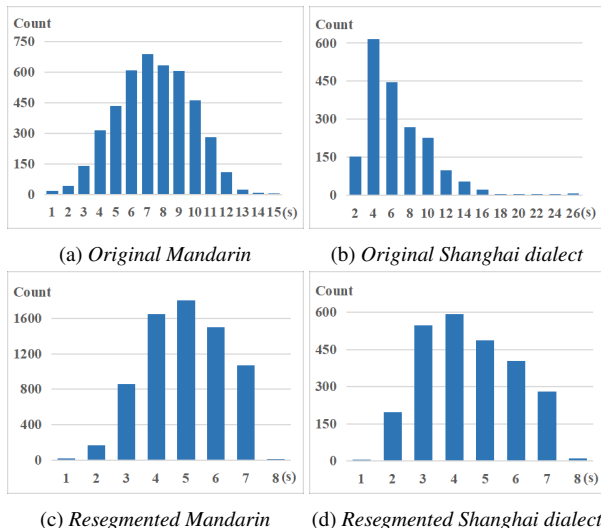 Count
750
600
450
300
150
0
1 2 3 4 5 6 7 8 9 10 11 12 13 14 15 (s)
(a) Original Mandarin
Count
600
450
300
150
0
2 4 6 8 10 12 14 16 18 20 22 24 26 (s)
(b) Original Shanghai dialect
Count
1600
1200
800
400
0
1 2 3 4 5 6 7 8 (s)
(c) Resegmented Mandarin
Count
600
450
300
150
0
1 2 3 4 5 6 7 8 (s)
(d) Resegmented Shanghai dialect